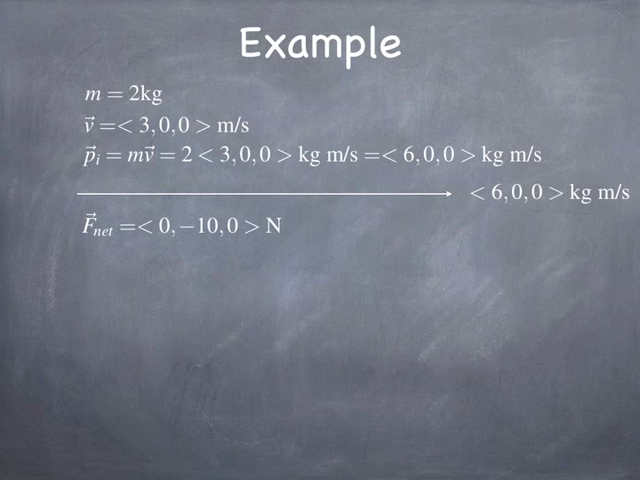 Example
m = 2kg
v⃗ =< 3,0,0 > m/s
p⃗ᵢ = mv⃗ = 2 < 3,0,0 > kg m/s =< 6,0,0 > kg m/s
< 6,0,0 > kg m/s
F⃗ₙₑₜ =< 0,−10,0 > N